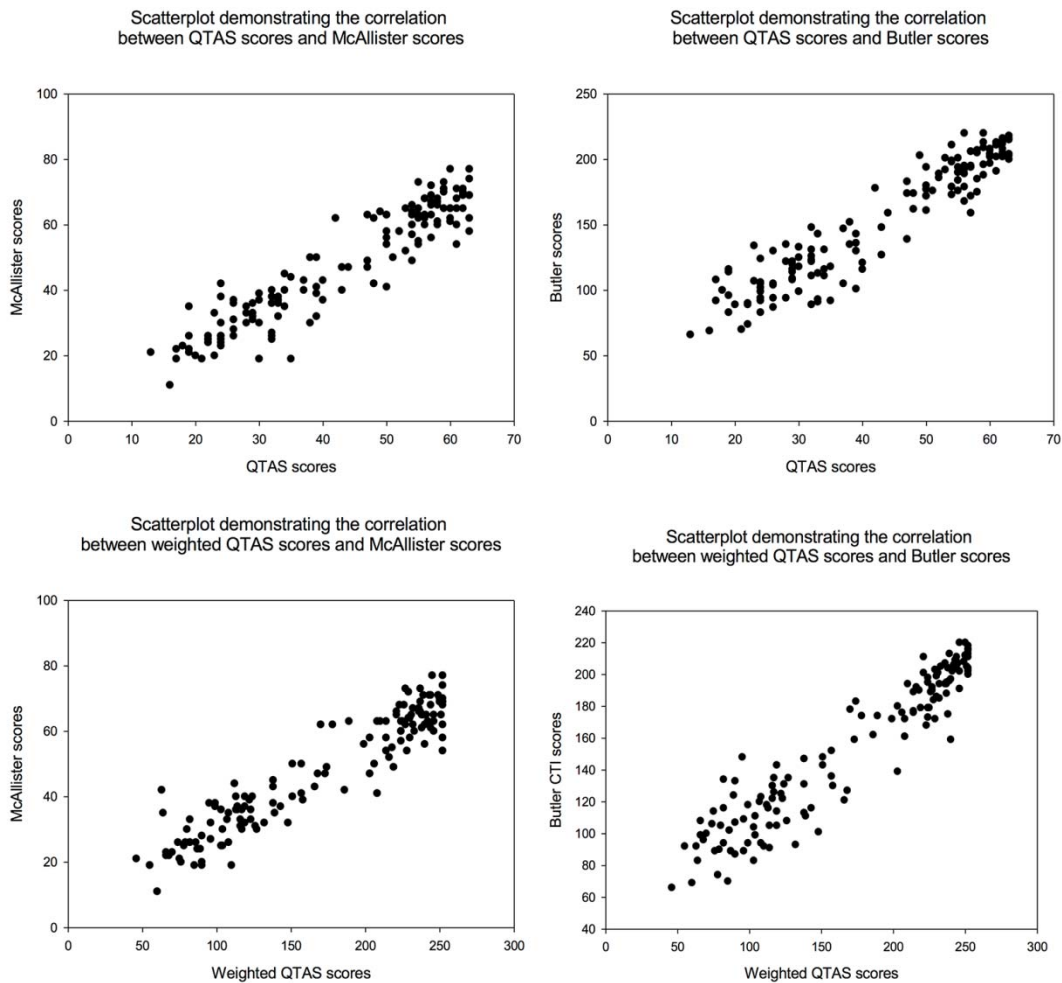 Scatterplot demonstrating the correlation
between QTAS scores and McAllister scores
100
80
60
40
20
0
McAllister scores
0 10 20 30 40 50 60 70
QTAS scores
Scatterplot demonstrating the correlation
between QTAS scores and Butler scores
250
200
150
100
50
0
Butler scores
0 10 20 30 40 50 60 70
QTAS scores
Scatterplot demonstrating the correlation
between weighted QTAS scores and McAllister scores
100
80
60
40
20
0
McAllister scores
0 50 100 150 200 250 300
Weighted QTAS scores
Scatterplot demonstrating the correlation
between weighted QTAS scores and Butler scores
240
220
200
180
160
140
120
100
80
60
40
Butler CTI scores
0 50 100 150 200 250 300
Weighted QTAS scores